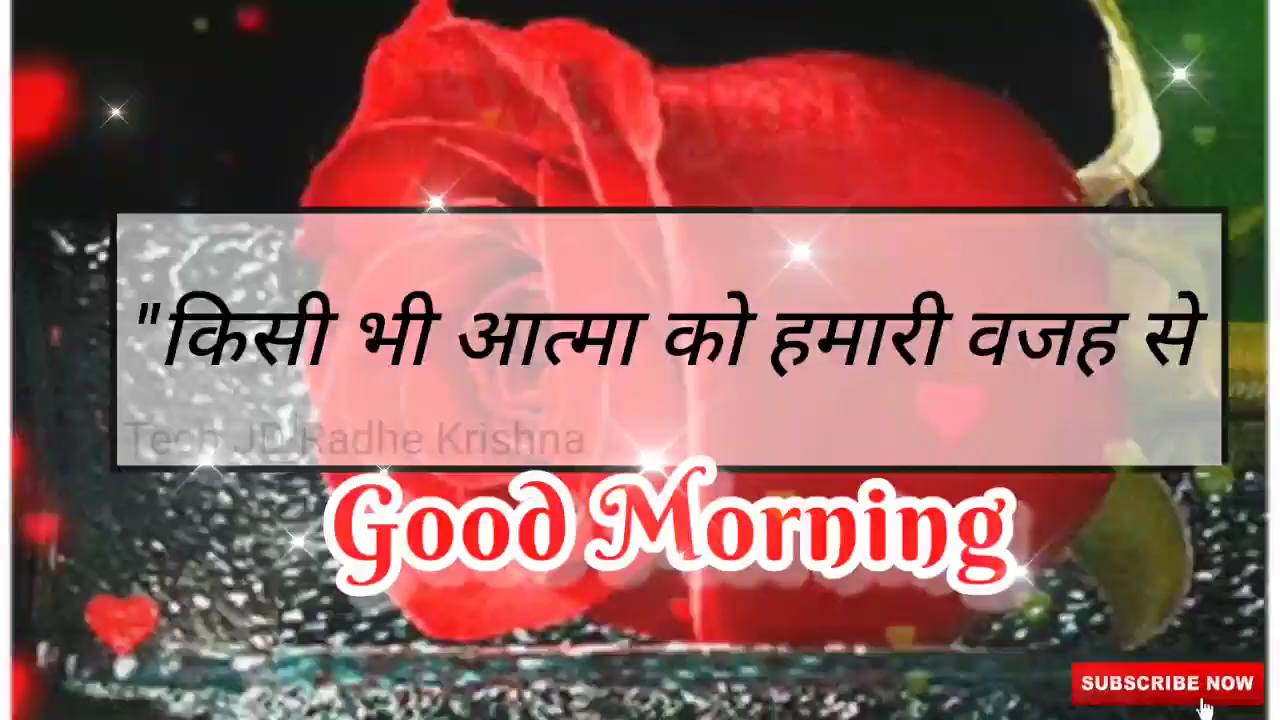 "किसी भी आत्मा को हमारी वजह से
Tech JD Radhe Krishna
Good Morning
SUBSCRIBE NOW